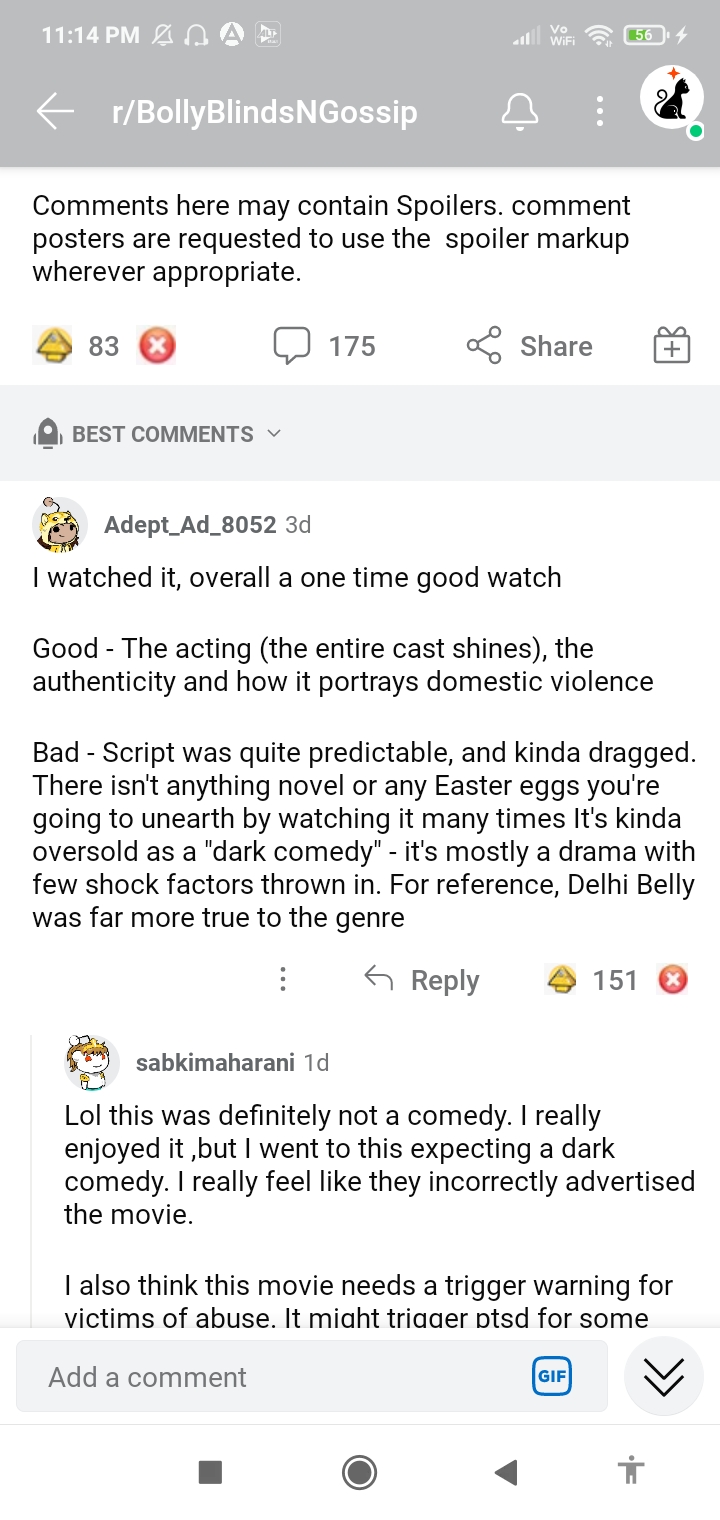 11:14 PM
Vo WiFi 56
r/BollyBlindsNGossip
Comments here may contain Spoilers. comment
posters are requested to use the  spoiler markup
wherever appropriate.
83 175 Share
BEST COMMENTS
Adept_Ad_8052 3d
I watched it, overall a one time good watch
Good - The acting (the entire cast shines), the
authenticity and how it portrays domestic violence
Bad - Script was quite predictable, and kinda dragged.
There isn't anything novel or any Easter eggs you're
going to unearth by watching it many times It's kinda
oversold as a "dark comedy" - it's mostly a drama with
few shock factors thrown in. For reference, Delhi Belly
was far more true to the genre
Reply 151
sabkimaharani 1d
Lol this was definitely not a comedy. I really
enjoyed it ,but I went to this expecting a dark
comedy. I really feel like they incorrectly advertised
the movie.
I also think this movie needs a trigger warning for
victims of abuse. It might trigger ptsd for some
Add a comment GIF